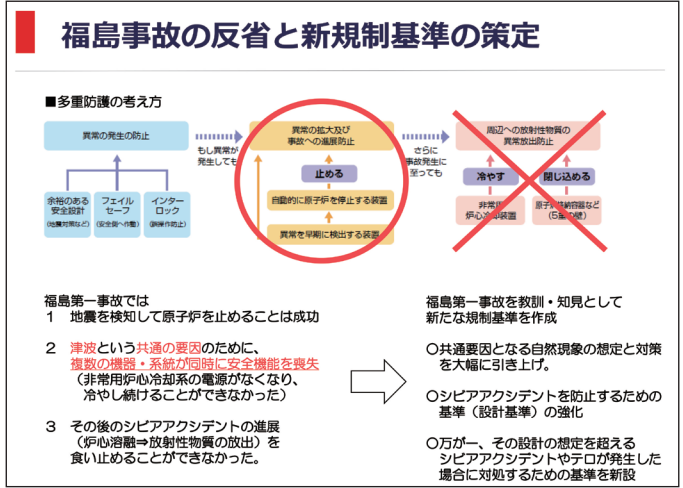 福島事故の反省と新規制基準の策定
■多重防護の考え方
異常の発生の防止
余裕のある
安全設計
(地震対策など)
フェイル
セーフ
(安全側へ作動)
インター
ロック
(誤操作防止)
もし異常が
発生しても
異常の拡大及び
事故への進展防止
止める
自動的に原子炉を停止する装置
異常を早期に検出する装置
さらに
事故発生に
至っても
周辺への放射性物質の
異常放出防止
冷やす
閉じ込める
非常用
炉心冷却装置
原子炉格納容器など
(5重の壁)
福島第一事故では
1 地震を検知して原子炉を止めることは成功
2 津波という共通の要因のために、
複数の機器・系統が同時に安全機能を喪失
(非常用炉心冷却系の電源がなくなり、
冷やし続けることができなかった)
3 その後のシビアアクシデントの進展
(炉心溶融⇒放射性物質の放出)を
食い止めることができなかった。
福島第一事故を教訓・知見として
新たな規制基準を作成
○共通要因となる自然現象の想定と対策
を大幅に引き上げ。
○シビアアクシデントを防止するための
基準(設計基準)の強化
○万が一、その設計の想定を超える
シビアアクシデントやテロが発生した
場合に対処するための基準を新設